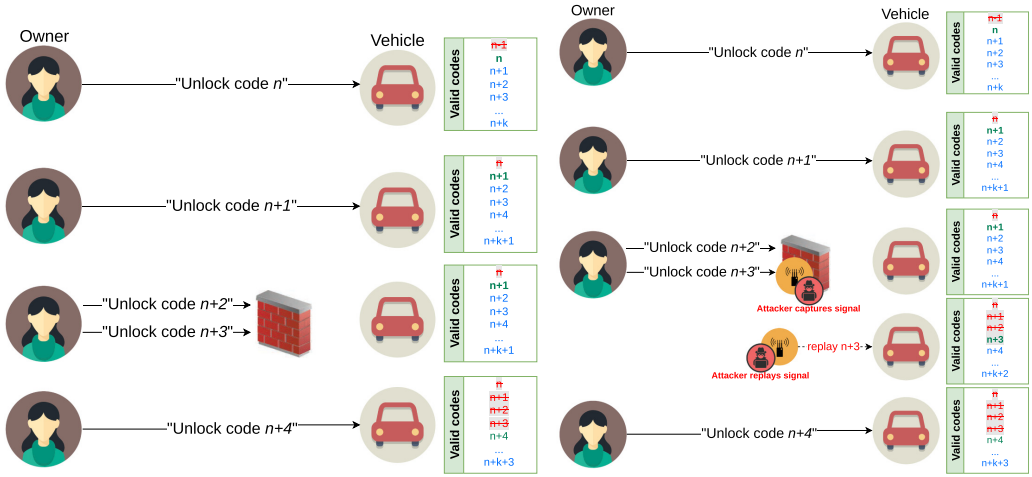 Owner
Vehicle
"Unlock code n"
Valid codes
n-1
n
n+1
n+2
n+3
...
n+k
"Unlock code n+1"
Valid codes
n
n+1
n+2
n+3
n+4
...
n+k+1
"Unlock code n+2"
"Unlock code n+3"
Valid codes
n
n+1
n+2
n+3
n+4
...
n+k+1
"Unlock code n+4"
Valid codes
n
n+1
n+2
n+3
n+4
...
n+k+3
Owner
Vehicle
"Unlock code n"
Valid codes
n-1
n
n+1
n+2
n+3
...
n+k
"Unlock code n+1"
Valid codes
n
n+1
n+2
n+3
n+4
...
n+k+1
"Unlock code n+2"
"Unlock code n+3"
Attacker captures signal
Valid codes
n
n+1
n+2
n+3
n+4
...
n+k+1
replay n+3
Attacker replays signal
Valid codes
n
n+1
n+2
n+3
n+4
...
n+k+2
"Unlock code n+4"
Valid codes
n
n+1
n+2
n+3
n+4
...
n+k+3